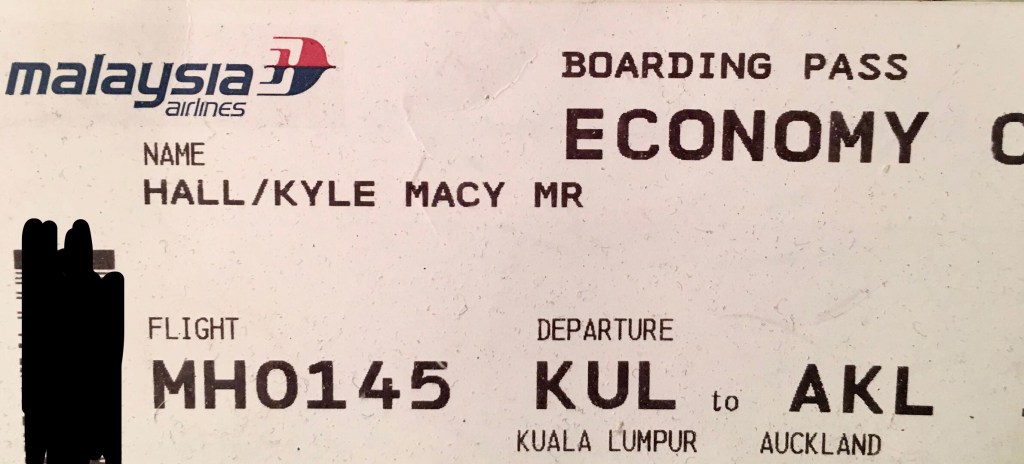 malaysia
airlines
BOARDING PASS
ECONOMY
NAME
HALL/KYLE MACY MR
FLIGHT DEPARTURE
MH0145 KUL to AKL
KUALA LUMPUR AUCKLAND